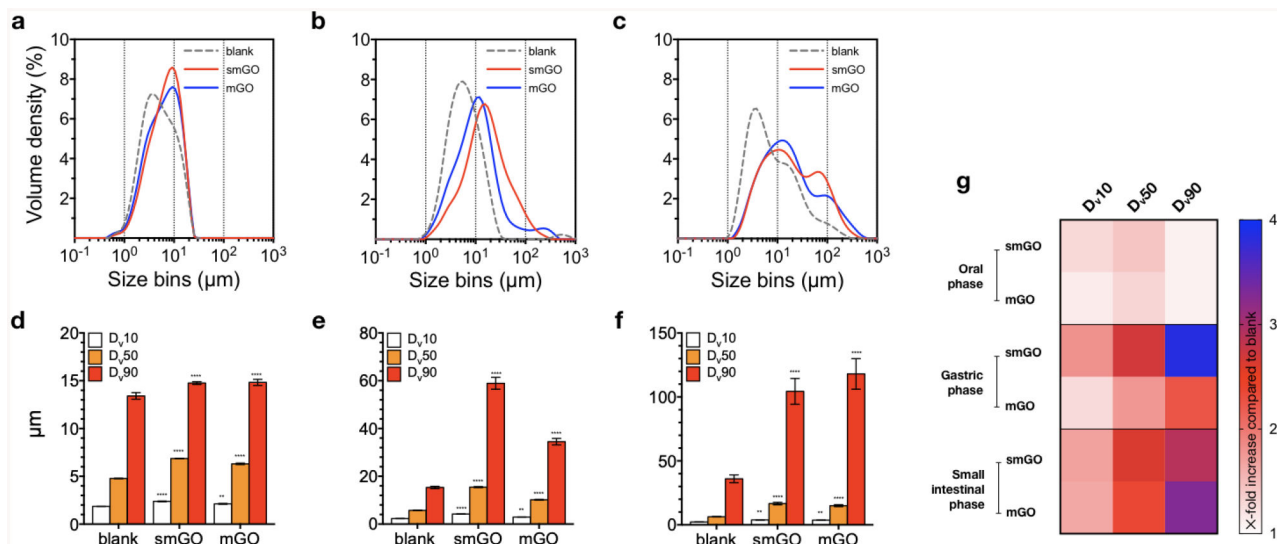 a
Volume density (%)
10
8
6
4
2
blank
smGO
mGO
10-1 100 101 102 103
Size bins (µm)
b
10
8
6
4
2
blank
smGO
mGO
10-1 100 101 102 103
Size bins (µm)
c
10
8
6
4
2
blank
smGO
mGO
10-1 100 101 102 103
Size bins (µm)
d
µm
20
15
10
5
0
Dv10
Dv50
Dv90
****
****
****
**
****
****
blank smGO mGO
e
80
60
40
20
0
Dv10
Dv50
Dv90
****
****
****
**
****
****
blank smGO mGO
f
150
100
50
0
Dv10
Dv50
Dv90
**
****
****
**
****
****
blank smGO mGO
g
Dv10 Dv50 Dv90
smGO
Oral
phase
mGO
smGO
Gastric
phase
mGO
smGO
Small
intestinal
phase
mGO
4
3
2
1
X-fold increase compared to blank